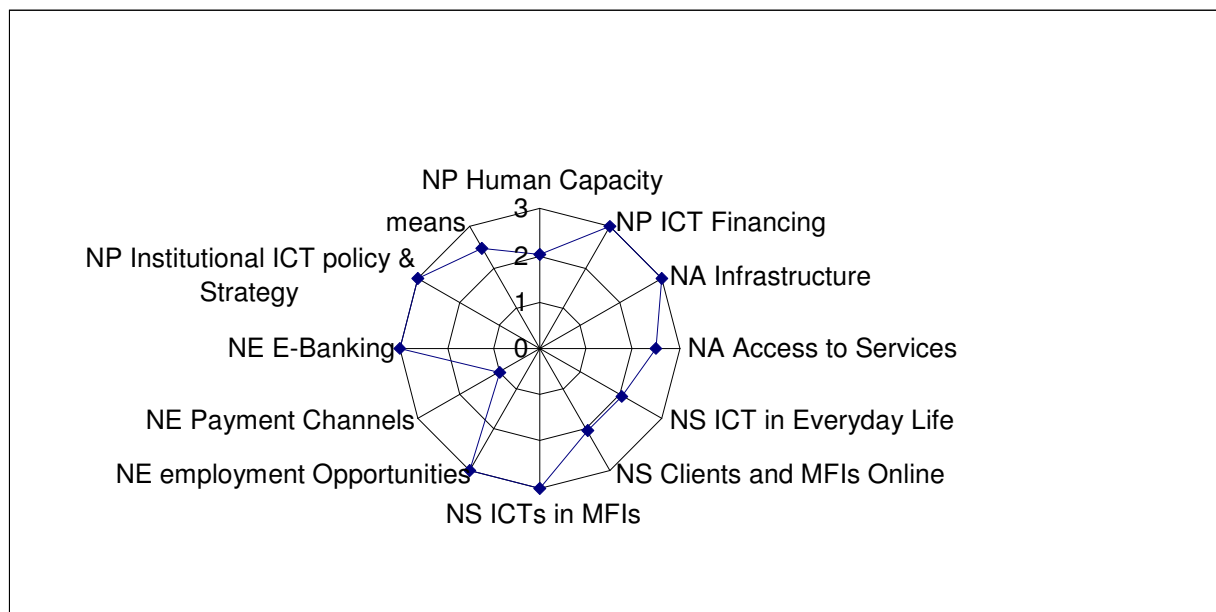 NP Human Capacity
3
means
NP ICT Financing
NP Institutional ICT policy &
Strategy
2
NA Infrastructure
1
NE E-Banking
0
NA Access to Services
NE Payment Channels
NS ICT in Everyday Life
NE employment Opportunities
NS Clients and MFIs Online
NS ICTs in MFIs